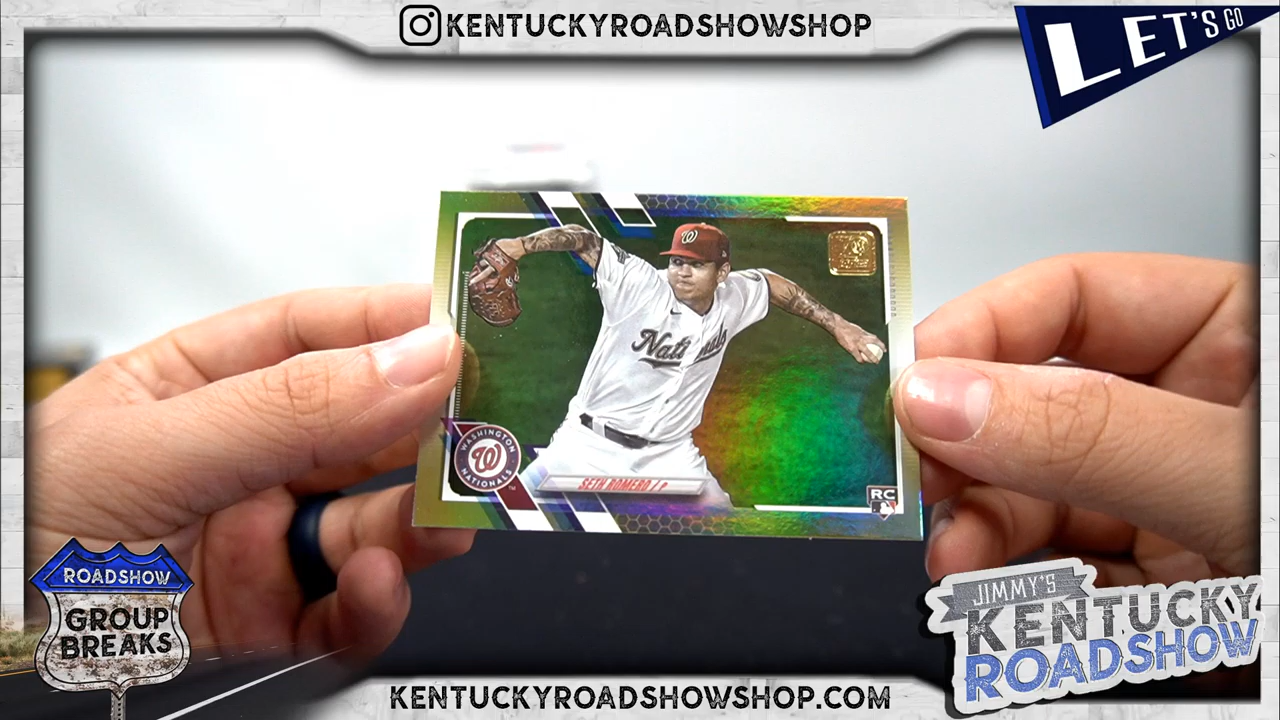 KENTUCKYROADSHOWSHOP
LET'S GO
W
Nationals
WASHINGTON
W
NATIONALS
SETH ROMERO / P
RC
ROADSHOW
GROUP
BREAKS
JIMMY'S
KENTUCKY
ROADSHOW
KENTUCKYROADSHOWSHOP.COM